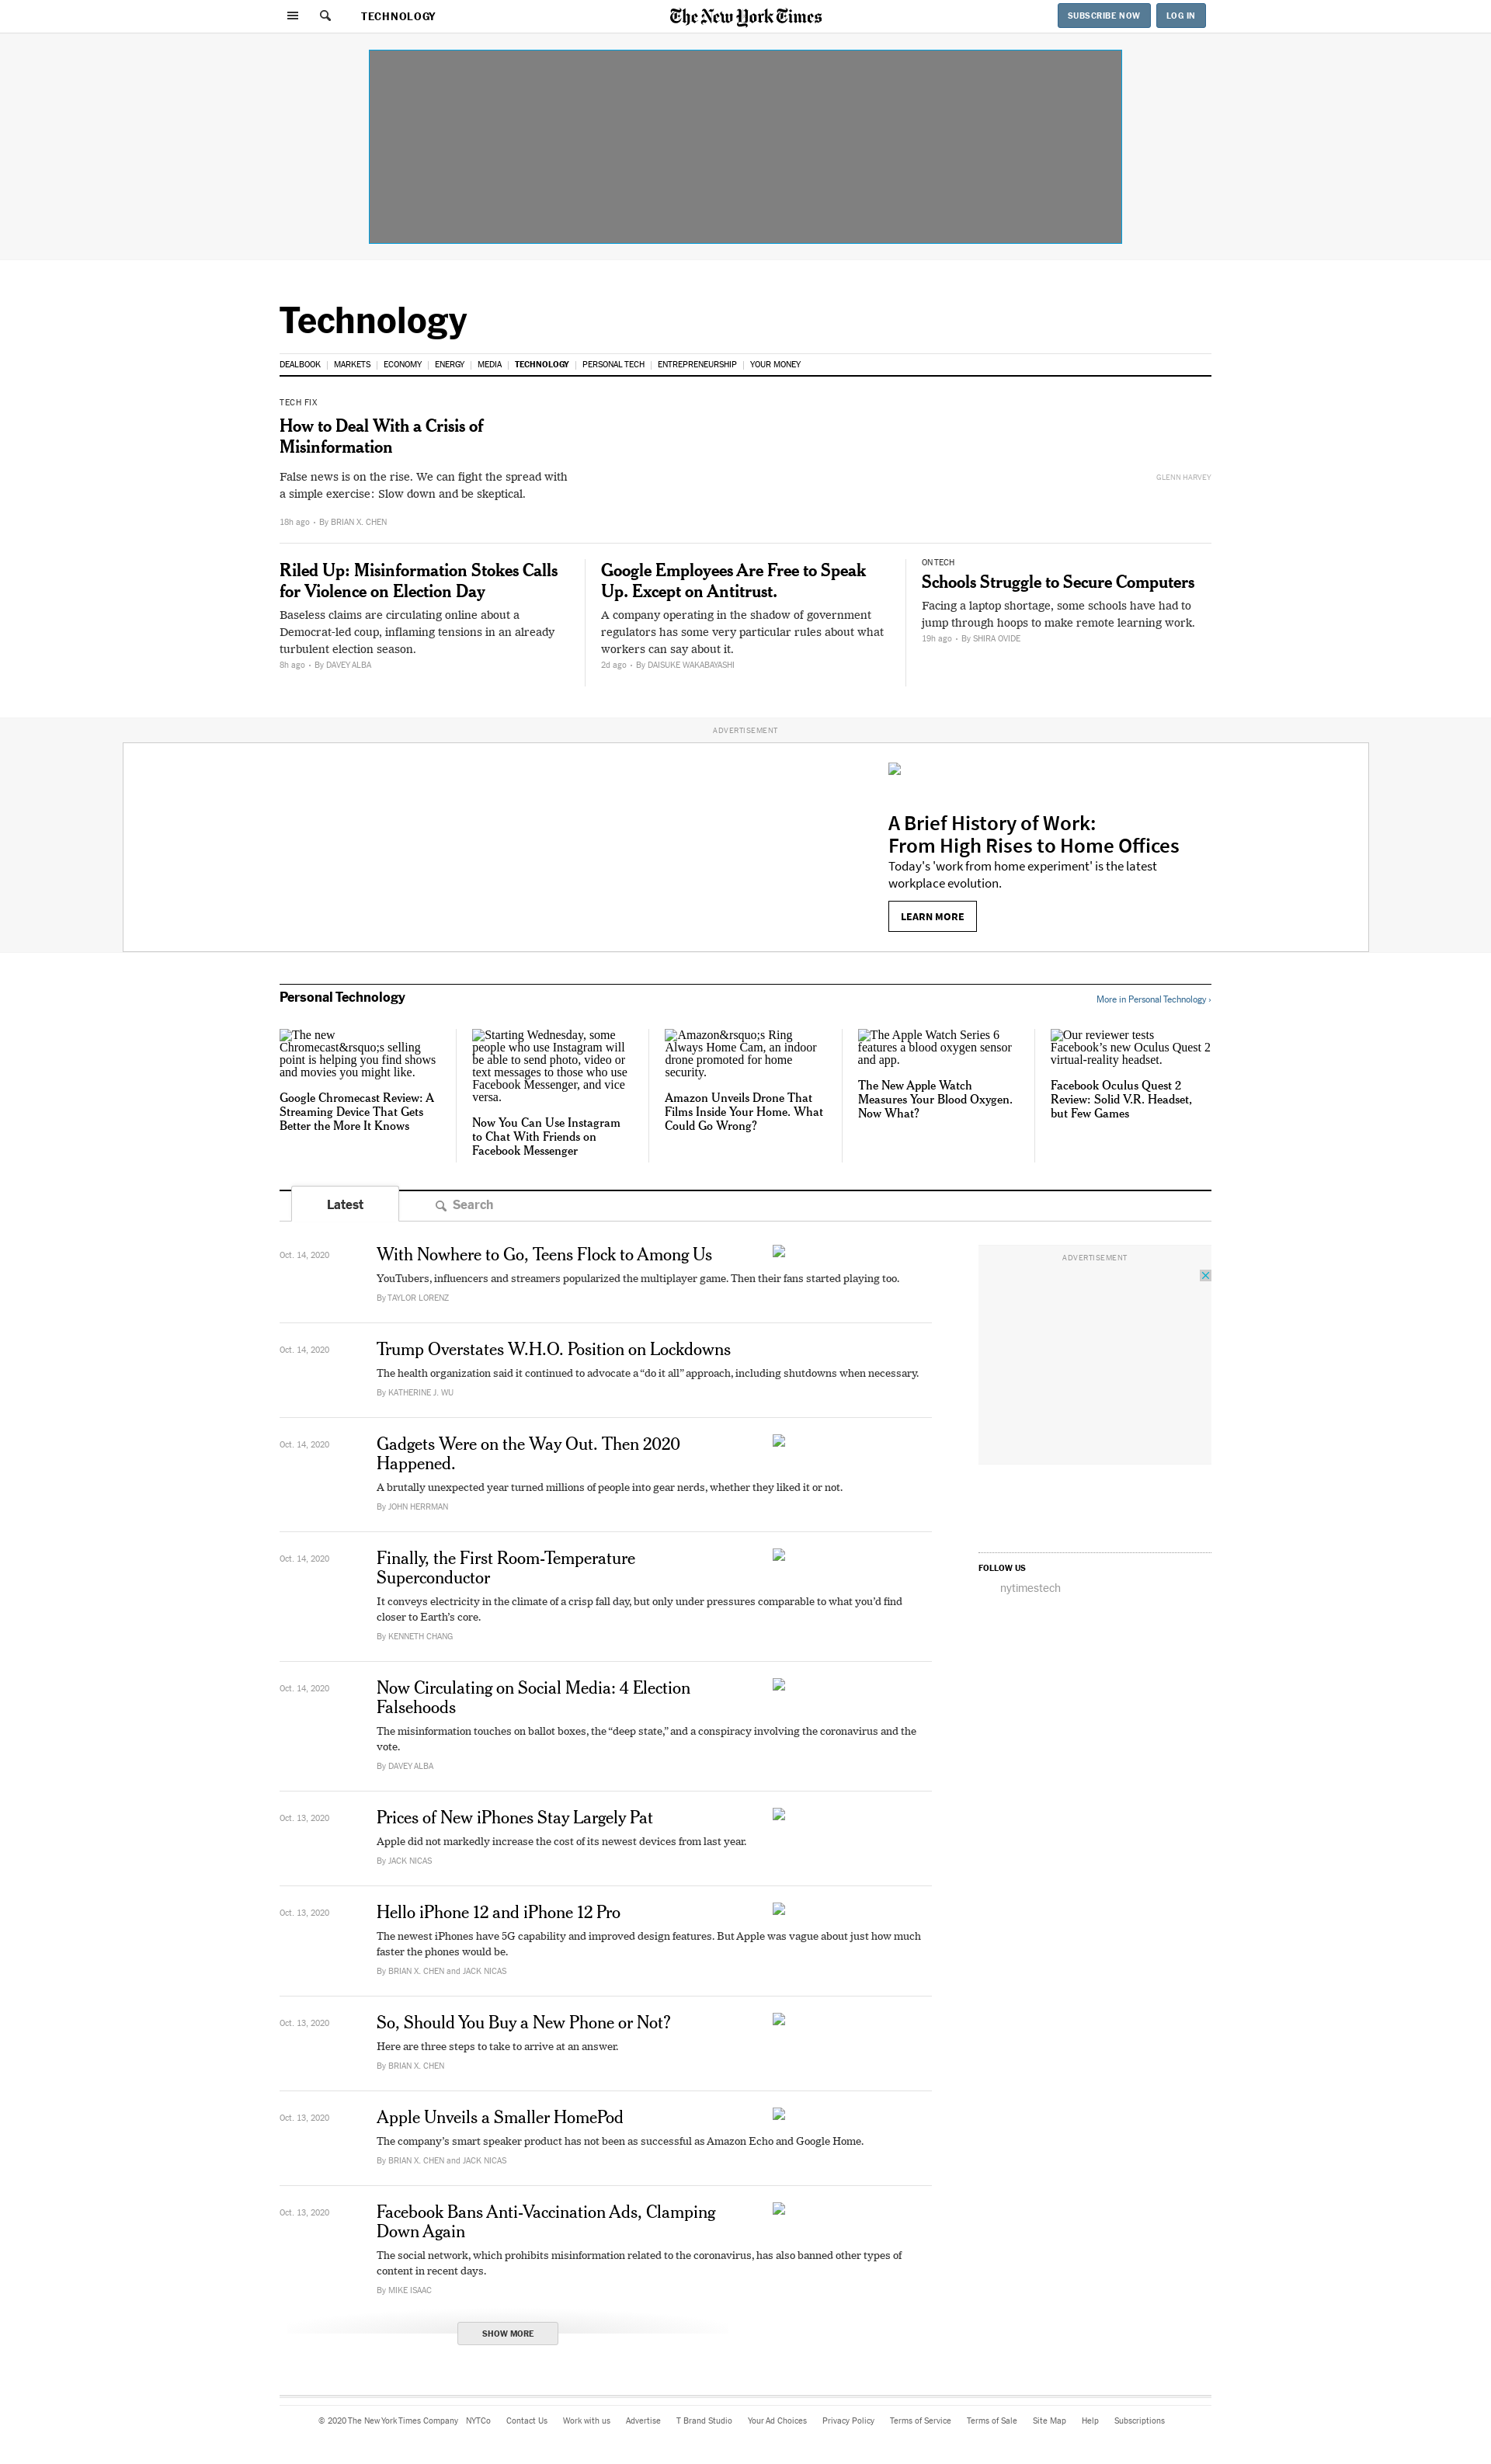 TECHNOLOGY
The New York Times
SUBSCRIBE NOW
LOG IN
Technology
DEALBOOK
MARKETS
ECONOMY
ENERGY
MEDIA
TECHNOLOGY
PERSONAL TECH
ENTREPRENEURSHIP
YOUR MONEY
TECH FIX
How to Deal With a Crisis of
Misinformation
False news is on the rise. We can fight the spread with
a simple exercise: Slow down and be skeptical.
GLENN HARVEY
18h ago • By BRIAN X. CHEN
Riled Up: Misinformation Stokes Calls
for Violence on Election Day
Baseless claims are circulating online about a
Democrat-led coup, inflaming tensions in an already
turbulent election season.
8h ago • By DAVEY ALBA
Google Employees Are Free to Speak
Up. Except on Antitrust.
A company operating in the shadow of government
regulators has some very particular rules about what
workers can say about it.
2d ago • By DAISUKE WAKABAYASHI
ON TECH
Schools Struggle to Secure Computers
Facing a laptop shortage, some schools have had to
jump through hoops to make remote learning work.
19h ago • By SHIRA OVIDE
ADVERTISEMENT
A Brief History of Work:
From High Rises to Home Offices
Today's 'work from home experiment' is the latest
workplace evolution.
LEARN MORE
Personal Technology
More in Personal Technology ›
The new
Chromecast&rsquo;s selling
point is helping you find shows
and movies you might like.
Google Chromecast Review: A
Streaming Device That Gets
Better the More It Knows
Starting Wednesday, some
people who use Instagram will
be able to send photo, video or
text messages to those who use
Facebook Messenger, and vice
versa.
Now You Can Use Instagram
to Chat With Friends on
Facebook Messenger
Amazon&rsquo;s Ring
Always Home Cam, an indoor
drone promoted for home
security.
Amazon Unveils Drone That
Films Inside Your Home. What
Could Go Wrong?
The Apple Watch Series 6
features a blood oxygen sensor
and app.
The New Apple Watch
Measures Your Blood Oxygen.
Now What?
Our reviewer tests
Facebook's new Oculus Quest 2
virtual-reality headset.
Facebook Oculus Quest 2
Review: Solid V.R. Headset,
but Few Games
Latest
Search
Oct. 14, 2020
With Nowhere to Go, Teens Flock to Among Us
YouTubers, influencers and streamers popularized the multiplayer game. Then their fans started playing too.
By TAYLOR LORENZ
ADVERTISEMENT
Oct. 14, 2020
Trump Overstates W.H.O. Position on Lockdowns
The health organization said it continued to advocate a “do it all” approach, including shutdowns when necessary.
By KATHERINE J. WU
Oct. 14, 2020
Gadgets Were on the Way Out. Then 2020
Happened.
A brutally unexpected year turned millions of people into gear nerds, whether they liked it or not.
By JOHN HERRMAN
Oct. 14, 2020
Finally, the First Room-Temperature
Superconductor
It conveys electricity in the climate of a crisp fall day, but only under pressures comparable to what you’d find
closer to Earth’s core.
By KENNETH CHANG
FOLLOW US
nytimestech
Oct. 14, 2020
Now Circulating on Social Media: 4 Election
Falsehoods
The misinformation touches on ballot boxes, the “deep state,” and a conspiracy involving the coronavirus and the
vote.
By DAVEY ALBA
Oct. 13, 2020
Prices of New iPhones Stay Largely Pat
Apple did not markedly increase the cost of its newest devices from last year.
By JACK NICAS
Oct. 13, 2020
Hello iPhone 12 and iPhone 12 Pro
The newest iPhones have 5G capability and improved design features. But Apple was vague about just how much
faster the phones would be.
By BRIAN X. CHEN and JACK NICAS
Oct. 13, 2020
So, Should You Buy a New Phone or Not?
Here are three steps to take to arrive at an answer.
By BRIAN X. CHEN
Oct. 13, 2020
Apple Unveils a Smaller HomePod
The company’s smart speaker product has not been as successful as Amazon Echo and Google Home.
By BRIAN X. CHEN and JACK NICAS
Oct. 13, 2020
Facebook Bans Anti-Vaccination Ads, Clamping
Down Again
The social network, which prohibits misinformation related to the coronavirus, has also banned other types of
content in recent days.
By MIKE ISAAC
SHOW MORE
© 2020 The New York Times Company
NYTCo
Contact Us
Work with us
Advertise
T Brand Studio
Your Ad Choices
Privacy Policy
Terms of Service
Terms of Sale
Site Map
Help
Subscriptions